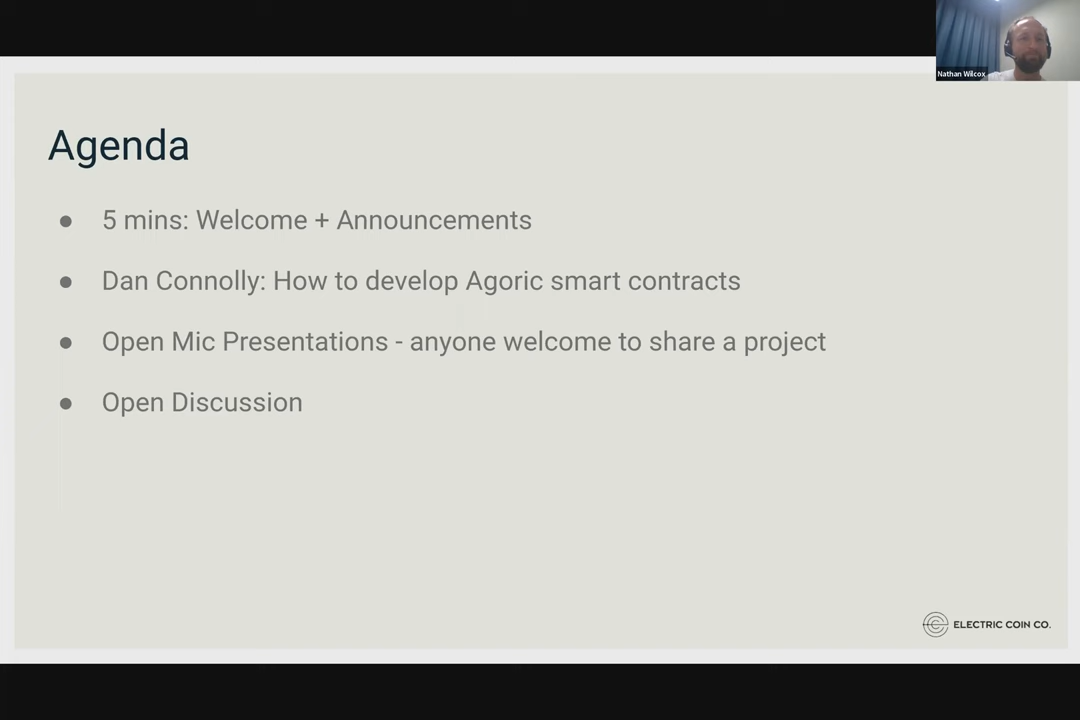 Nathan Wilcox
Agenda
● 5 mins: Welcome + Announcements
● Dan Connolly: How to develop Agoric smart contracts
● Open Mic Presentations - anyone welcome to share a project
● Open Discussion
ELECTRIC COIN CO.